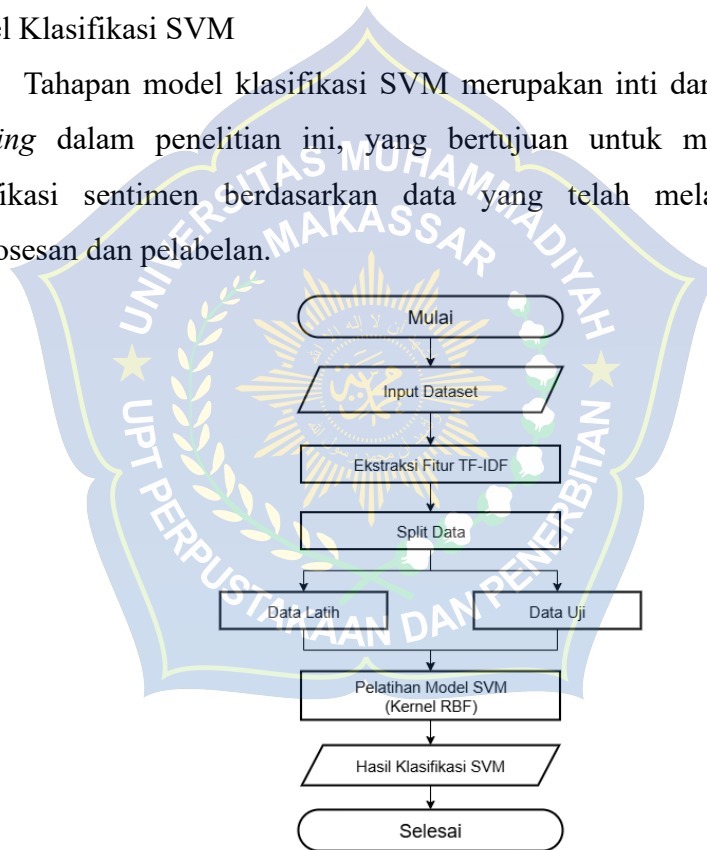 el Klasifikasi SVM
Tahapan model klasifikasi SVM merupakan inti dar
ing dalam penelitian ini, yang bertujuan untuk m
ifikasi sentimen berdasarkan data yang telah mela
osesan dan pelabelan.
UNIVERSITAS MUHAMMADIYAH
MAKASSAR
UPT PERPUSTAKAAN DAN PENERBITAN
Mulai
Input Dataset
Ekstraksi Fitur TF-IDF
Split Data
Data Latih
Data Uji
Pelatihan Model SVM
(Kernel RBF)
Hasil Klasifikasi SVM
Selesai